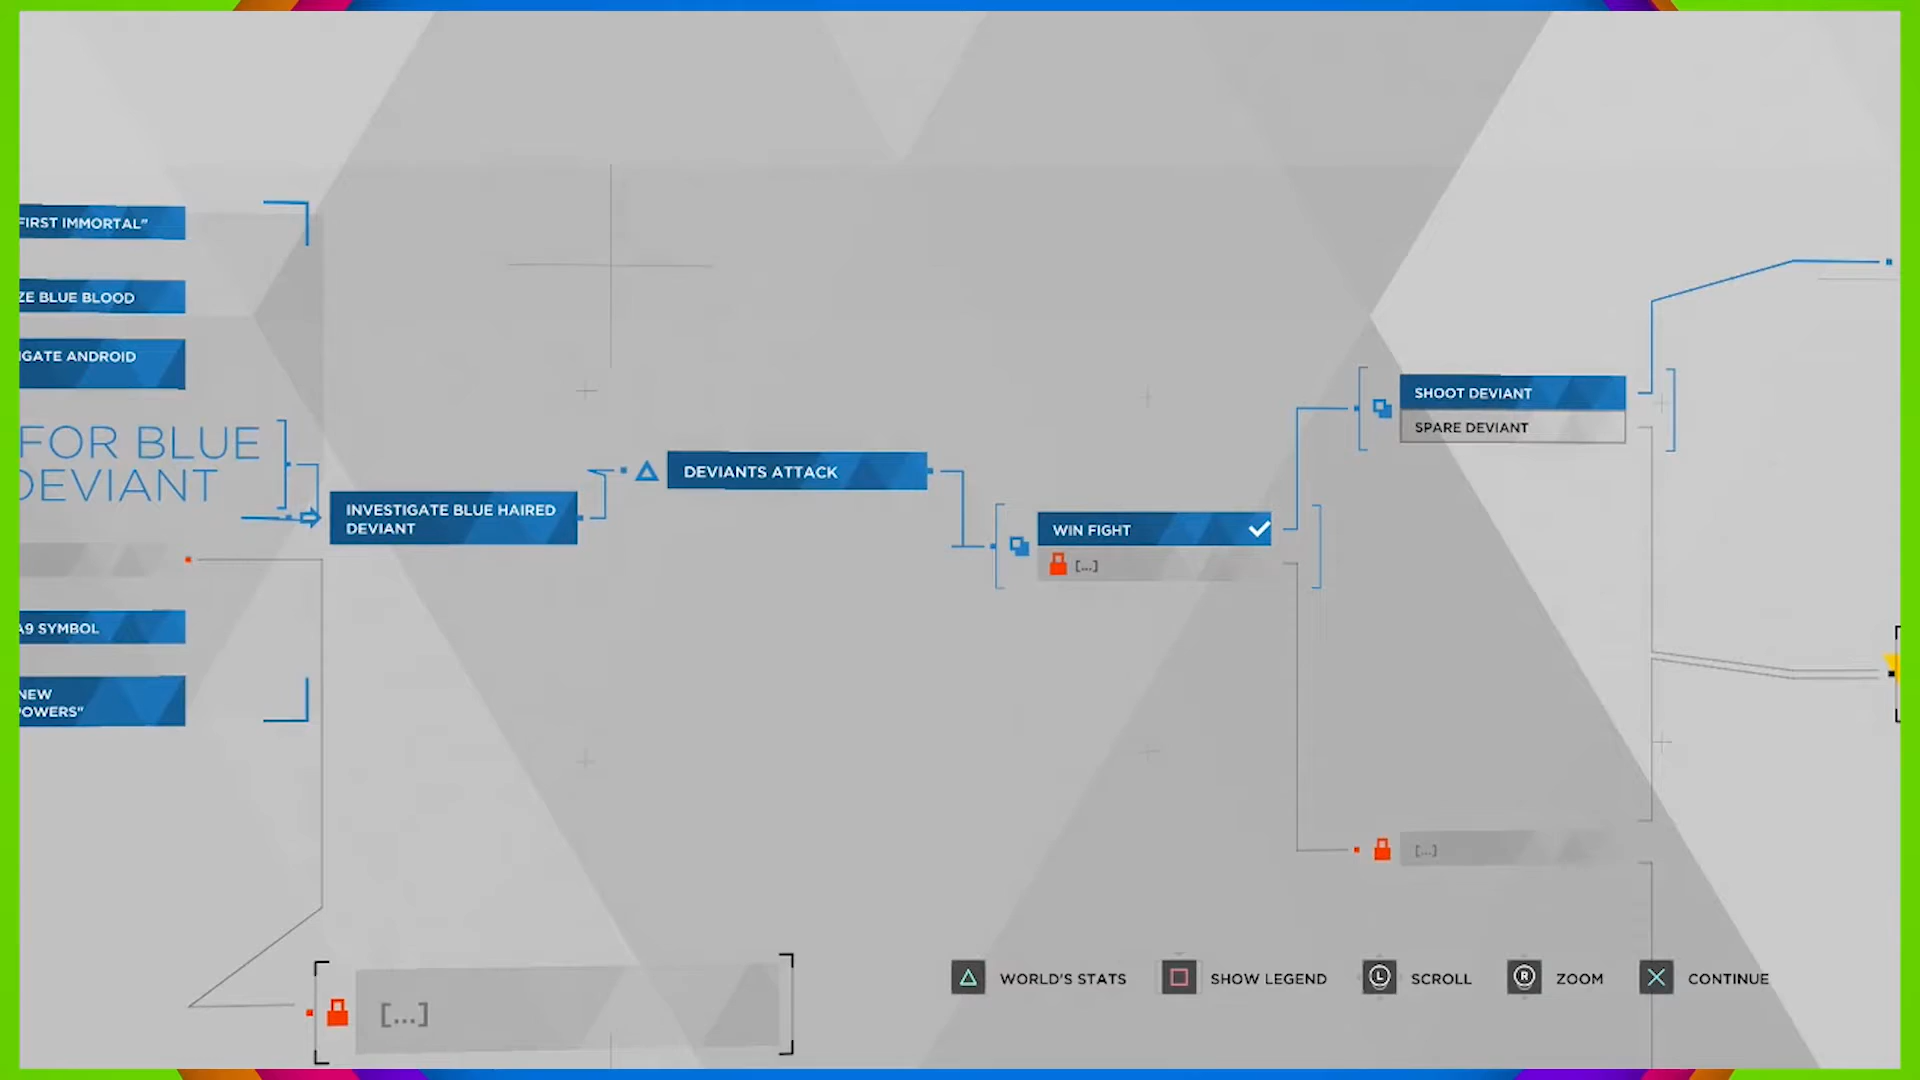 FIRST IMMORTAL"
ZE BLUE BLOOD
IGATE ANDROID
FOR BLUE
DEVIANT
INVESTIGATE BLUE HAIRED
DEVIANT
A9 SYMBOL
NEW
POWERS"
DEVIANTS ATTACK
WIN FIGHT
[...]
SHOOT DEVIANT
SPARE DEVIANT
[...]
[...]
WORLD'S STATS
SHOW LEGEND
L SCROLL
R ZOOM
CONTINUE